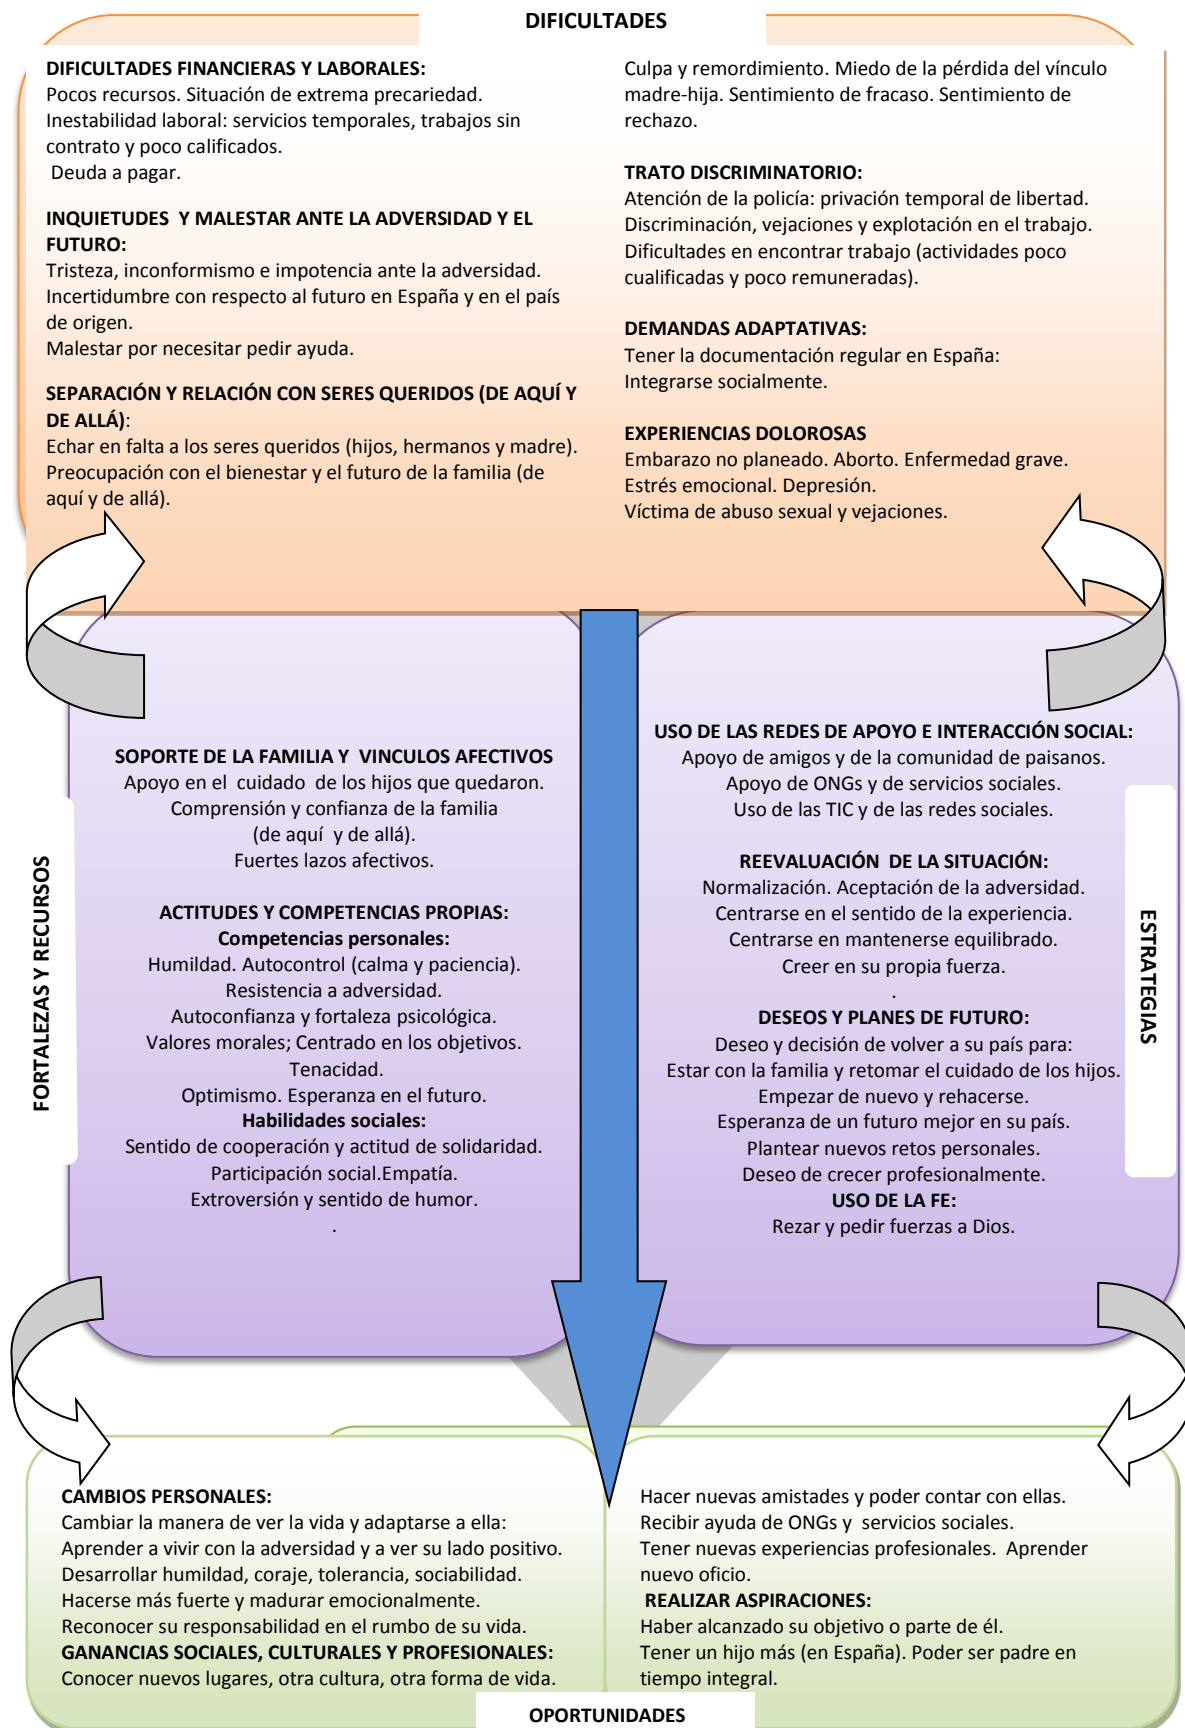 DIFICULTADES
DIFICULTADES FINANCIERAS Y LABORALES:
Pocos recursos. Situación de extrema precariedad.
Inestabilidad laboral: servicios temporales, trabajos sin
contrato y poco calificados.
Deuda a pagar.
INQUIETUDES Y MALESTAR ANTE LA ADVERSIDAD Y EL
FUTURO:
Tristeza, inconformismo e impotencia ante la adversidad.
Incertidumbre con respecto al futuro en España y en el país
de origen.
Malestar por necesitar pedir ayuda.
SEPARACIÓN Y RELACIÓN CON SERES QUERIDOS (DE AQUÍ Y
DE ALLÁ):
Echar en falta a los seres queridos (hijos, hermanos y madre).
Preocupación con el bienestar y el futuro de la familia (de
aquí y de allá).
Culpa y remordimiento. Miedo de la pérdida del vínculo
madre-hija. Sentimiento de fracaso. Sentimiento de
rechazo.
TRATO DISCRIMINATORIO:
Atención de la policía: privación temporal de libertad.
Discriminación, vejaciones y explotación en el trabajo.
Dificultades en encontrar trabajo (actividades poco
cualificadas y poco remuneradas).
DEMANDAS ADAPTATIVAS:
Tener la documentación regular en España:
Integrarse socialmente.
EXPERIENCIAS DOLOROSAS
Embarazo no planeado. Aborto. Enfermedad grave.
Estrés emocional. Depresión.
Víctima de abuso sexual y vejaciones.
FORTALEZAS Y RECURSOS
SOPORTE DE LA FAMILIA Y VINCULOS AFECTIVOS
Apoyo en el cuidado de los hijos que quedaron.
Comprensión y confianza de la familia
(de aquí y de allá).
Fuertes lazos afectivos.
ACTITUDES Y COMPETENCIAS PROPIAS:
Competencias personales:
Humildad. Autocontrol (calma y paciencia).
Resistencia a adversidad.
Autoconfianza y fortaleza psicológica.
Valores morales; Centrado en los objetivos.
Tenacidad.
Optimismo. Esperanza en el futuro.
Habilidades sociales:
Sentido de cooperación y actitud de solidaridad.
Participación social.Empatía.
Extroversión y sentido de humor.
.
USO DE LAS REDES DE APOYO E INTERACCIÓN SOCIAL:
Apoyo de amigos y de la comunidad de paisanos.
Apoyo de ONGs y de servicios sociales.
Uso de las TIC y de las redes sociales.
REEVALUACIÓN DE LA SITUACIÓN:
Normalización. Aceptación de la adversidad.
Centrarse en el sentido de la experiencia.
Centrarse en mantenerse equilibrado.
Creer en su propia fuerza.
.
DESEOS Y PLANES DE FUTURO:
Deseo y decisión de volver a su país para:
Estar con la familia y retomar el cuidado de los hijos.
Empezar de nuevo y rehacerse.
Esperanza de un futuro mejor en su país.
Plantear nuevos retos personales.
Deseo de crecer profesionalmente.
USO DE LA FE:
Rezar y pedir fuerzas a Dios.
ESTRATEGIAS
CAMBIOS PERSONALES:
Cambiar la manera de ver la vida y adaptarse a ella:
Aprender a vivir con la adversidad y a ver su lado positivo.
Desarrollar humildad, coraje, tolerancia, sociabilidad.
Hacerse más fuerte y madurar emocionalmente.
Reconocer su responsabilidad en el rumbo de su vida.
GANANCIAS SOCIALES, CULTURALES Y PROFESIONALES:
Conocer nuevos lugares, otra cultura, otra forma de vida.
Hacer nuevas amistades y poder contar con ellas.
Recibir ayuda de ONGs y servicios sociales.
Tener nuevas experiencias profesionales. Aprender
nuevo oficio.
REALIZAR ASPIRACIONES:
Haber alcanzado su objetivo o parte de él.
Tener un hijo más (en España). Poder ser padre en
tiempo integral.
OPORTUNIDADES